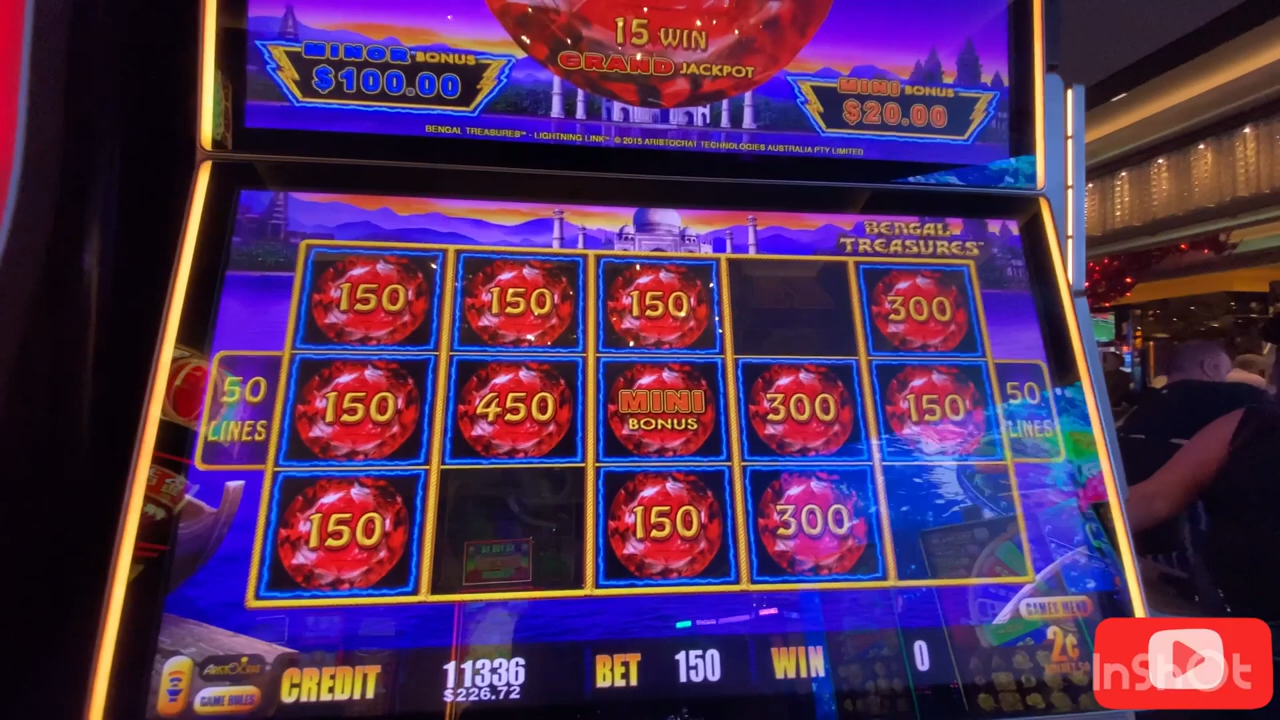 15 WIN
GRAND JACKPOT
MINOR BONUS
$100.00
MINI BONUS
$20.00
BENGAL TREASURES™ - LIGHTNING LINK™ © 2015 ARISTOCRAT TECHNOLOGIES AUSTRALIA PTY LIMITED
BENGAL
TREASURES™
150 150 150 300
50 LINES
150 450 MINI BONUS 300 150
50 LINES
150 150 300
GAMES MENU
2¢
ARISTOCRAT
GAME RULES
CREDIT 11336
$226.72
BET 150
WIN 0
InShOt